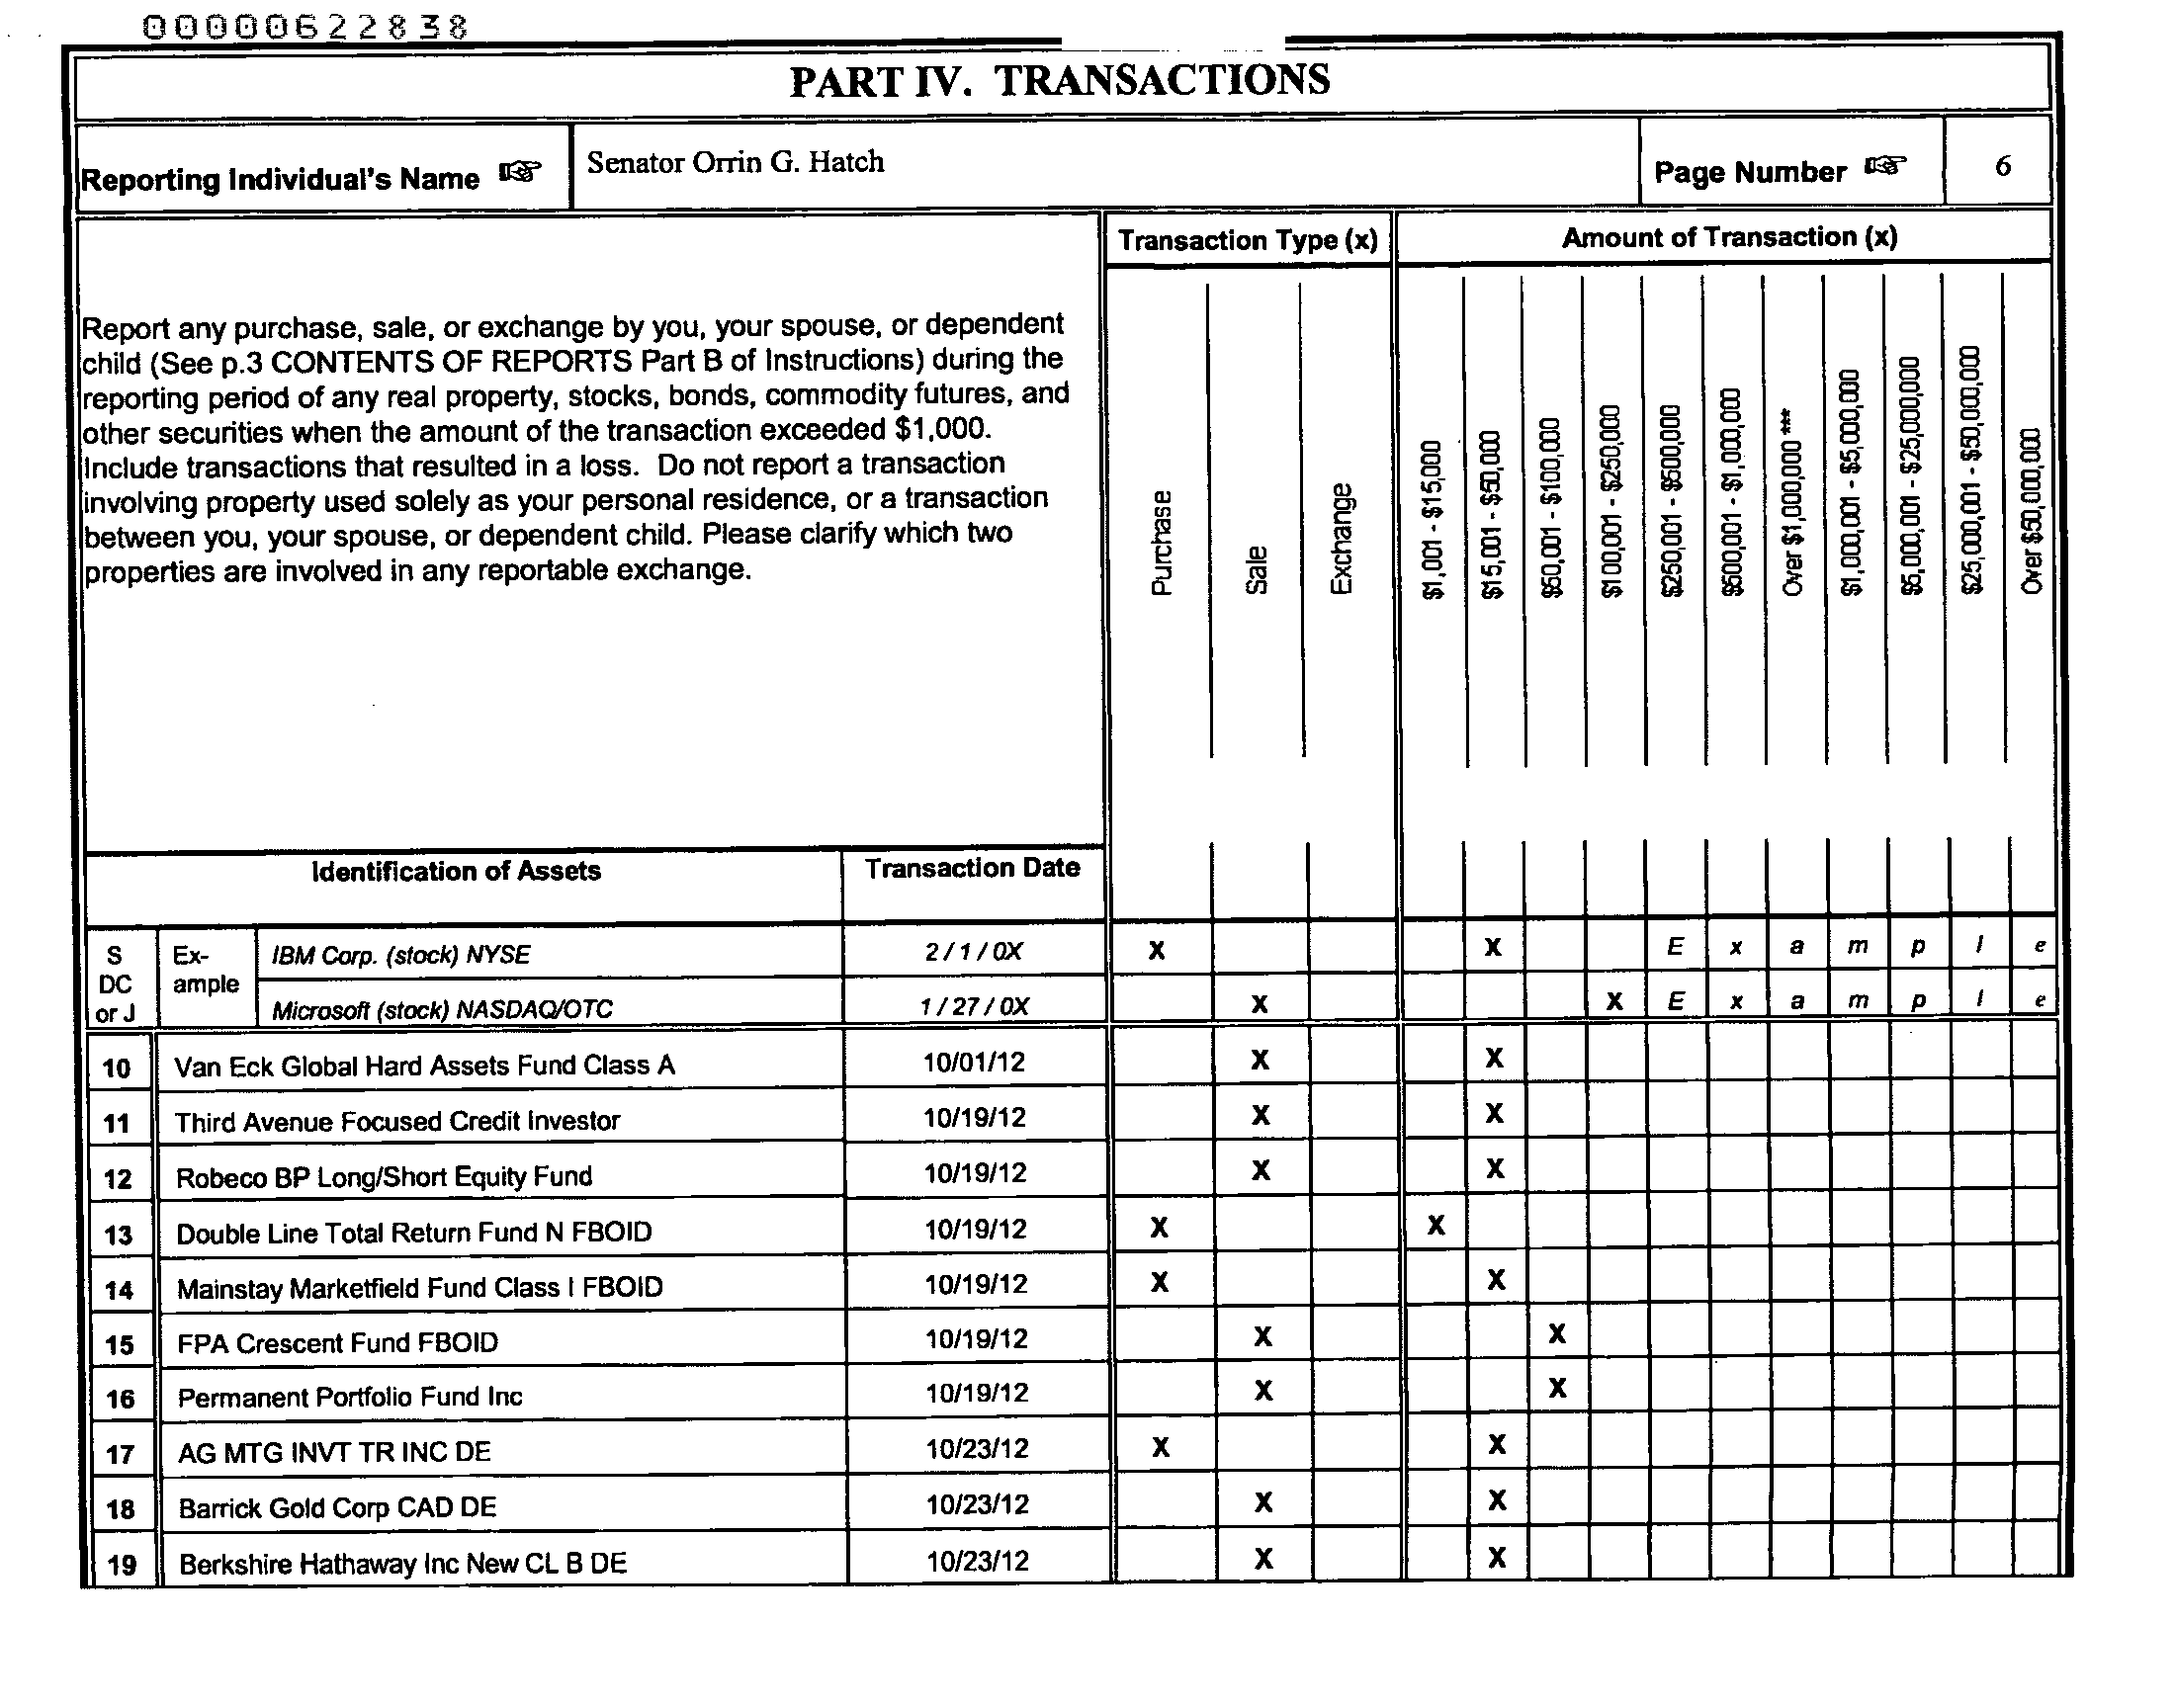 00000622838
PART IV. TRANSACTIONS
Reporting Individual's Name
Senator Orrin G. Hatch
Page Number
6
Report any purchase, sale, or exchange by you, your spouse, or dependent
child (See p.3 CONTENTS OF REPORTS Part B of Instructions) during the
reporting period of any real property, stocks, bonds, commodity futures, and
other securities when the amount of the transaction exceeded $1,000.
Include transactions that resulted in a loss. Do not report a transaction
involving property used solely as your personal residence, or a transaction
between you, your spouse, or dependent child. Please clarify which two
properties are involved in any reportable exchange.
Transaction Type (x)
Amount of Transaction (x)
Purchase
Sale
Exchange
$1,001 - $15,000
$15,001 - $50,000
$50,001 - $100,000
$100,001 - $250,000
$250,001 - $500,000
$500,001 - $1,000,000
Over $1,000,000 ***
$1,000,001 - $5,000,000
$5,000,001 - $25,000,000
$25,000,001 - $50,000,000
Over $50,000,000
Identification of Assets Transaction Date
S
DC
or J
Ex-
ample
IBM Corp. (stock) NYSE 2 / 1 / 0X X X E x a m p l e
Microsoft (stock) NASDAQ/OTC 1 / 27 / 0X X X E x a m p l e
10 Van Eck Global Hard Assets Fund Class A 10/01/12 X X
11 Third Avenue Focused Credit Investor 10/19/12 X X
12 Robeco BP Long/Short Equity Fund 10/19/12 X X
13 Double Line Total Return Fund N FBOID 10/19/12 X X
14 Mainstay Marketfield Fund Class I FBOID 10/19/12 X X
15 FPA Crescent Fund FBOID 10/19/12 X X
16 Permanent Portfolio Fund Inc 10/19/12 X X
17 AG MTG INVT TR INC DE 10/23/12 X X
18 Barrick Gold Corp CAD DE 10/23/12 X X
19 Berkshire Hathaway Inc New CL B DE 10/23/12 X X